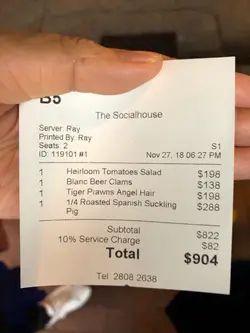 B5
The Socialhouse
Server: Ray
Printed By: Ray
Seats: 2 S1
ID: 119101 #1 Nov 27, 18 06:27 PM
1 Heirloom Tomatoes Salad $198
1 Blanc Beer Clams $138
1 Tiger Prawns Angel Hair $198
1 1/4 Roasted Spanish Suckling $288
Pig
Subtotal $822
10% Service Charge $82
Total $904
Tel: 2808 2638